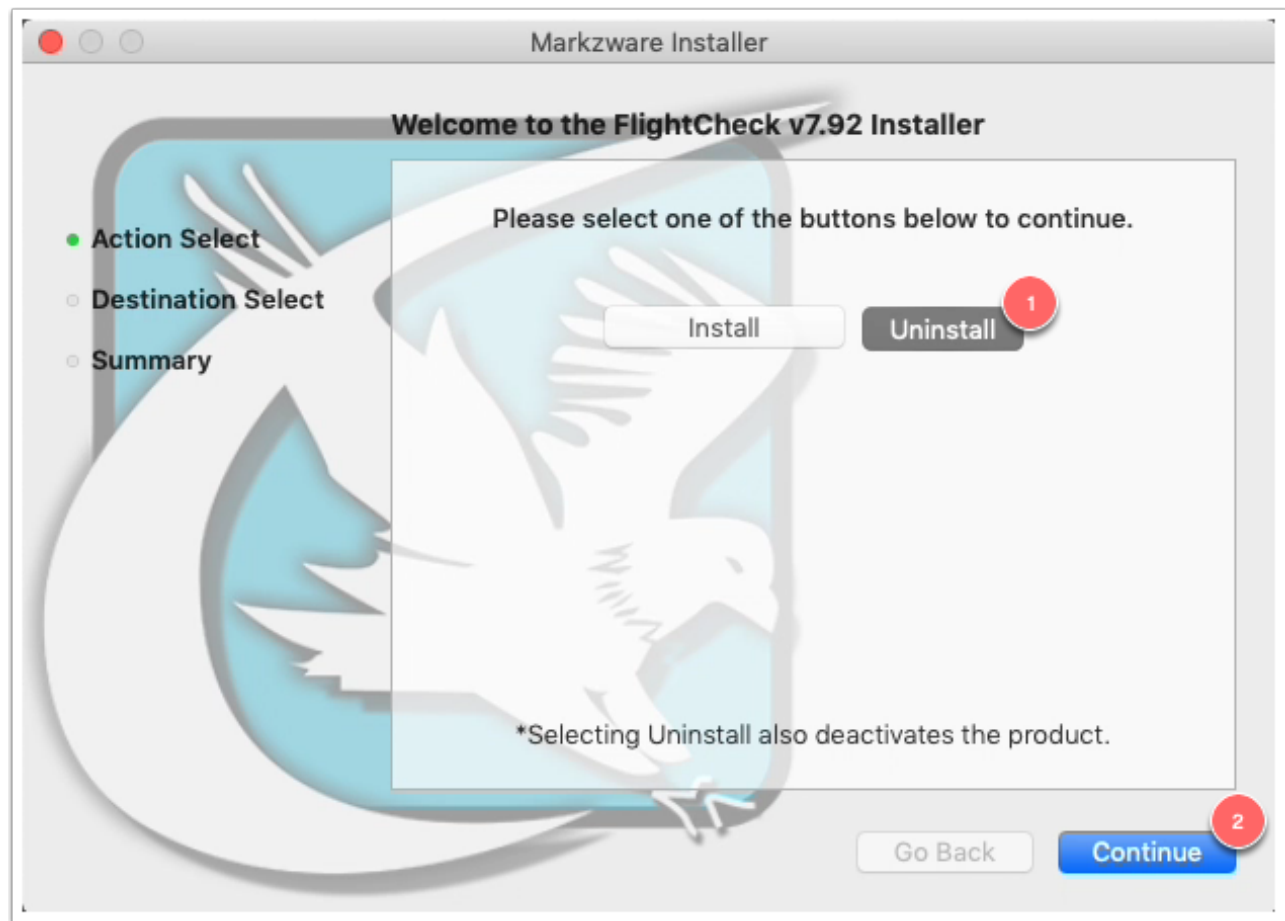 Markzware Installer
Welcome to the FlightCheck v7.92 Installer
Action Select
Destination Select
Summary
Please select one of the buttons below to continue.
Install
Uninstall
1
*Selecting Uninstall also deactivates the product.
Go Back
Continue
2